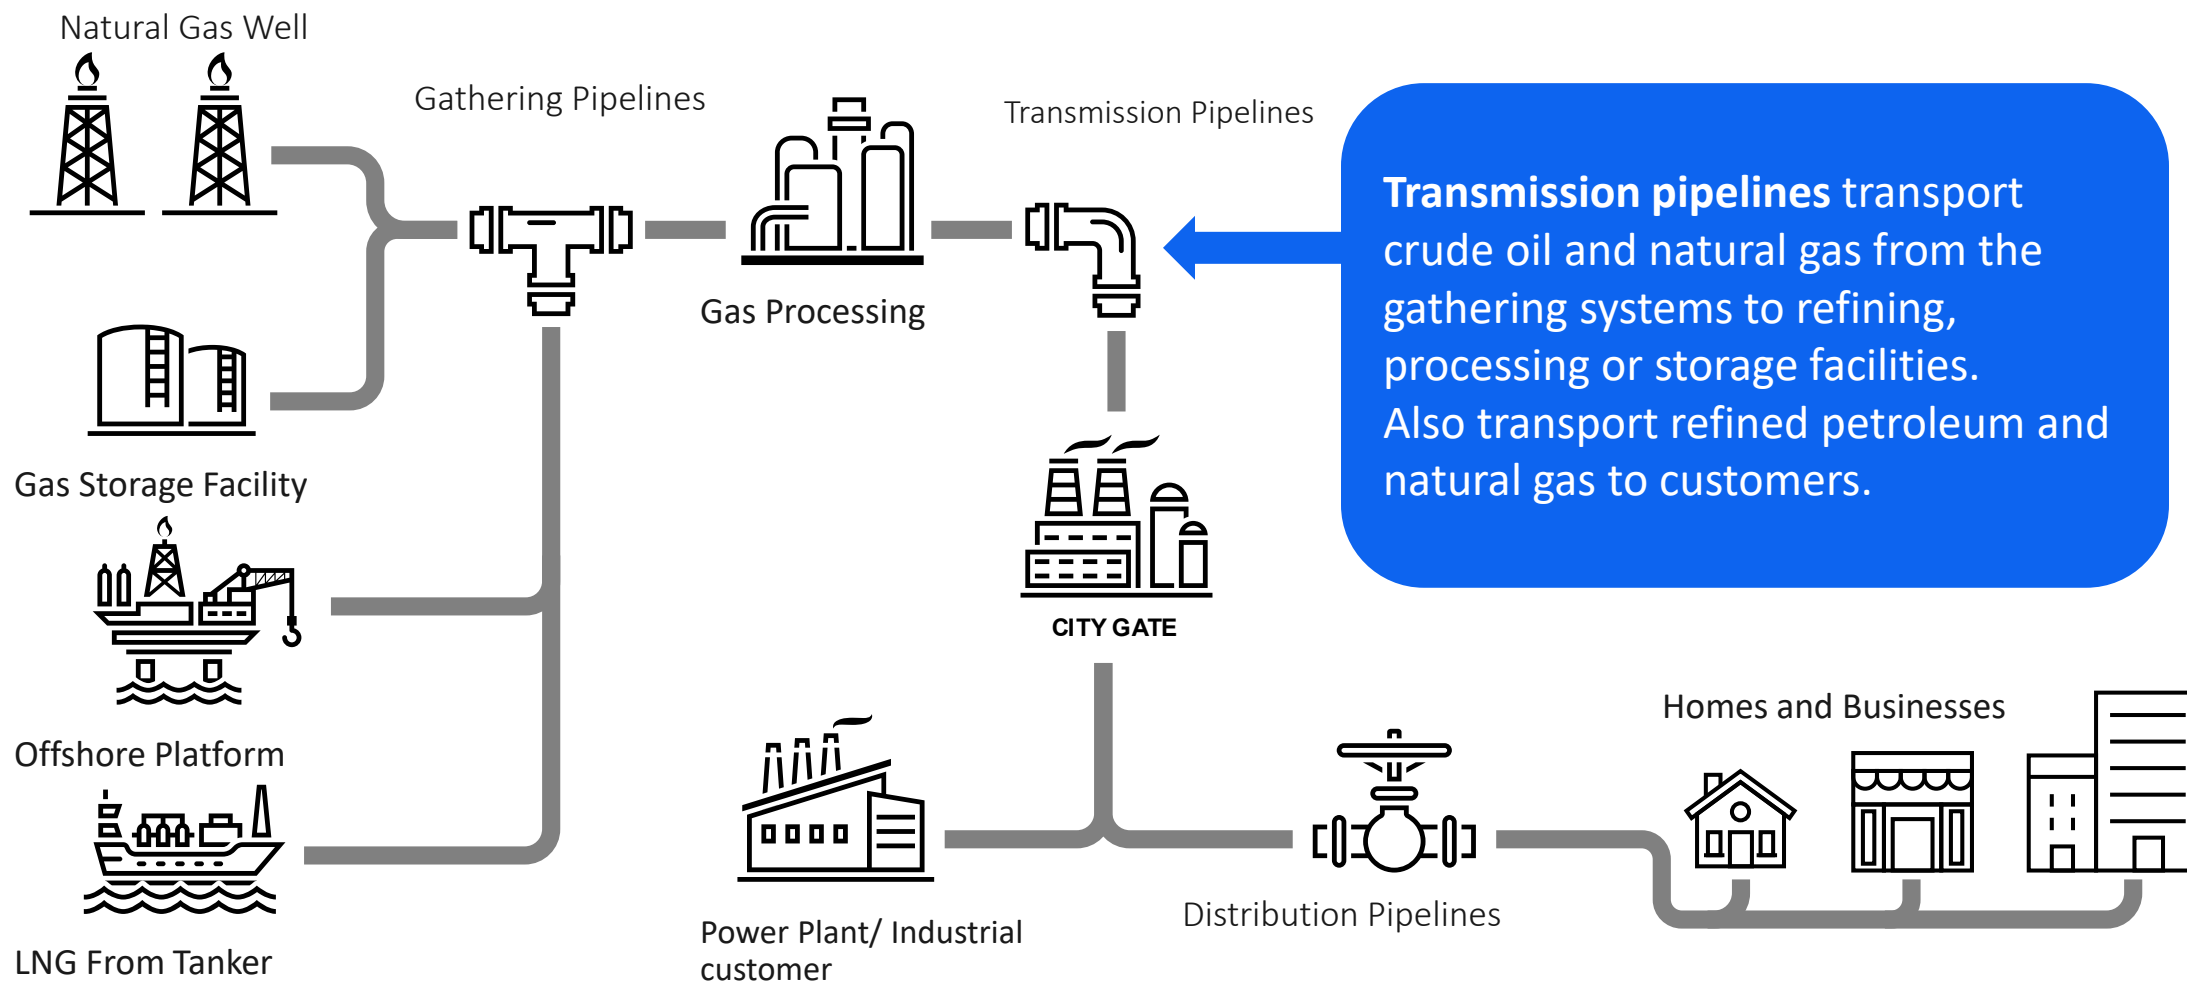 Natural Gas Well
Gathering Pipelines
Transmission Pipelines
Transmission pipelines transport
crude oil and natural gas from the
gathering systems to refining,
processing or storage facilities.
Also transport refined petroleum and
natural gas to customers.
Gas Processing
Gas Storage Facility
CITY GATE
Offshore Platform
Homes and Businesses
LNG From Tanker
Power Plant/ Industrial
customer
Distribution Pipelines